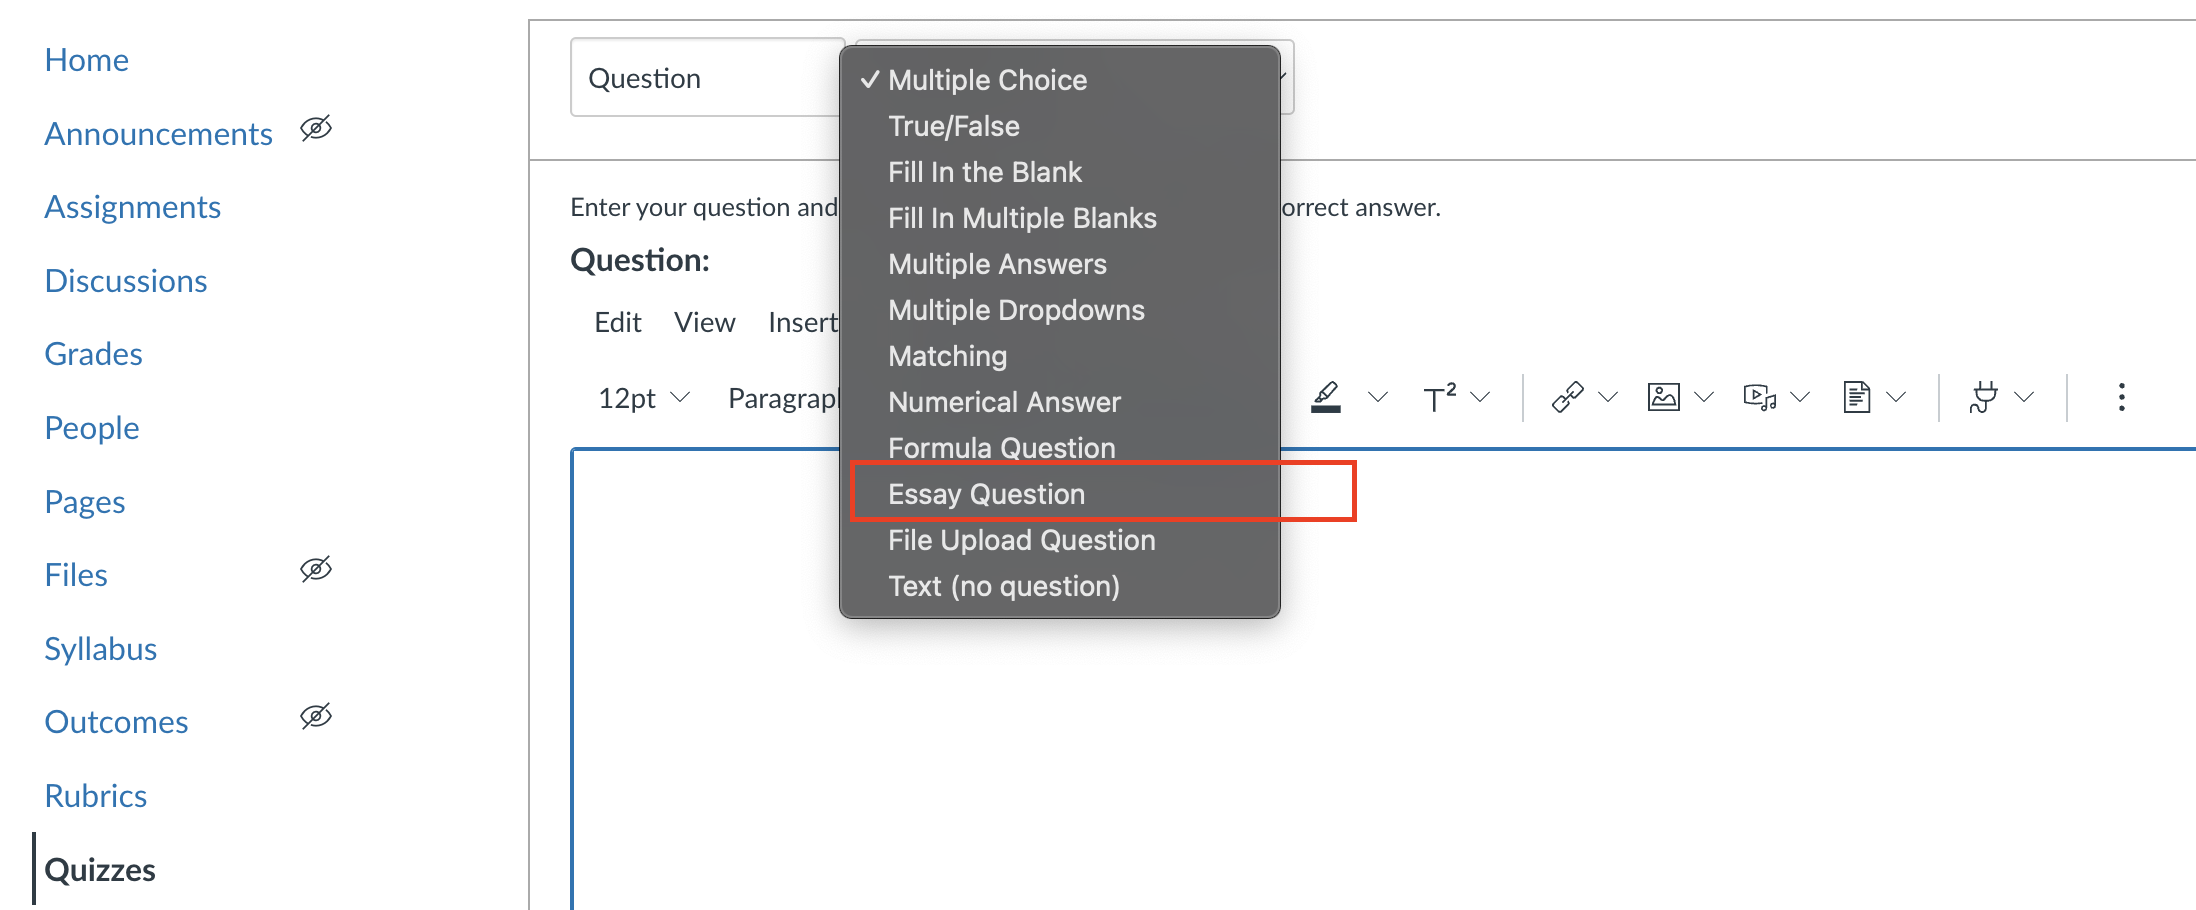 Home
Announcements
Assignments
Discussions
Grades
People
Pages
Files
Syllabus
Outcomes
Rubrics
Quizzes
Question
✓ Multiple Choice
True/False
Fill In the Blank
Fill In Multiple Blanks
Multiple Answers
Multiple Dropdowns
Matching
Numerical Answer
Formula Question
Essay Question
File Upload Question
Text (no question)
Enter your question and orrect answer.
Question:
Edit View Insert
12pt Paragrap T²